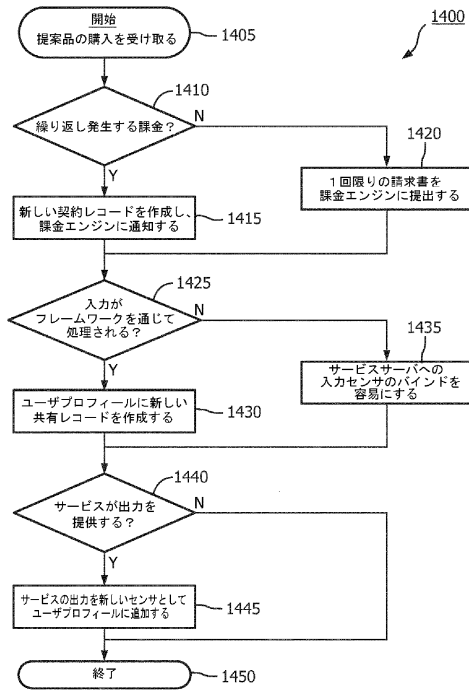 1400
開始
提案品の購入を受け取る
1405
1410
繰り返し発生する課金?
N
Y
1420
1回限りの請求書を
課金エンジンに提出する
新しい契約レコードを作成し、
課金エンジンに通知する
1415
1425
入力が
フレームワークを通じて
処理される?
N
Y
1435
サービスサーバへの
入力センサのバインドを
容易にする
ユーザプロフィールに新しい
共有レコードを作成する
1430
1440
サービスが出力を
提供する?
N
Y
サービスの出力を新しいセンサとして
ユーザプロフィールに追加する
1445
終了
1450